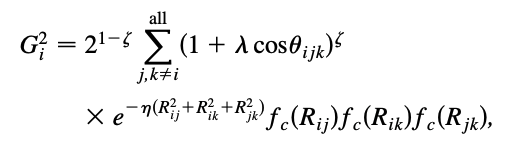 all
G_i^2 = 2^{1−ζ} ∑ (1 + λ cosθ_{ijk})^ζ
j,k≠i
× e^{−η(R_{ij}^2 + R_{ik}^2 + R_{jk}^2)} f_c(R_{ij}) f_c(R_{ik}) f_c(R_{jk}),